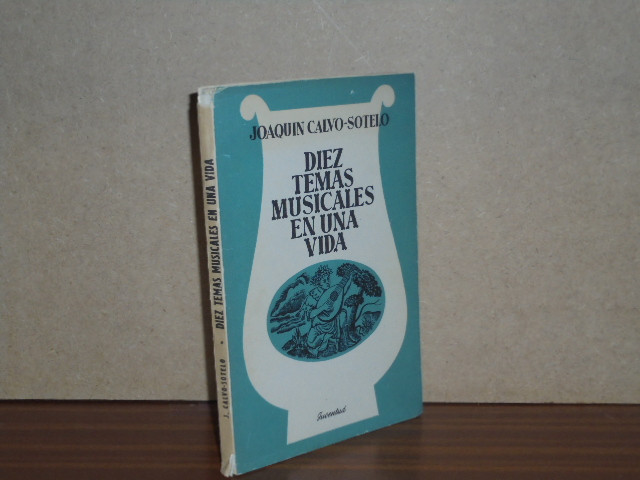 J. CALVO-SOTELO • DIEZ TEMAS MUSICALES EN UNA VIDA
JOAQUIN CALVO-SOTELO
DIEZ
TEMAS
MUSICALES
EN UNA
VIDA
Juventud